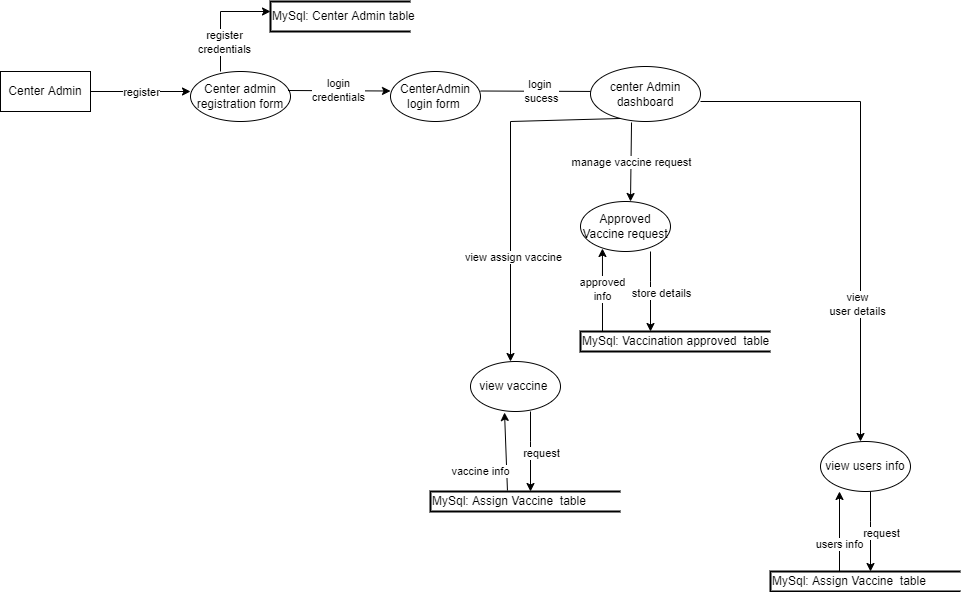 MySql: Center Admin table
register
credentials
Center Admin
register
Center admin
registration form
login
credentials
CenterAdmin
login form
login
sucess
center Admin
dashboard
manage vaccine request
Approved
Vaccine request
view assign vaccine
approved
info
store details
view
user details
MySql: Vaccination approved  table
view vaccine
request
vaccine info
view users info
MySql: Assign Vaccine  table
request
users info
MySql: Assign Vaccine  table